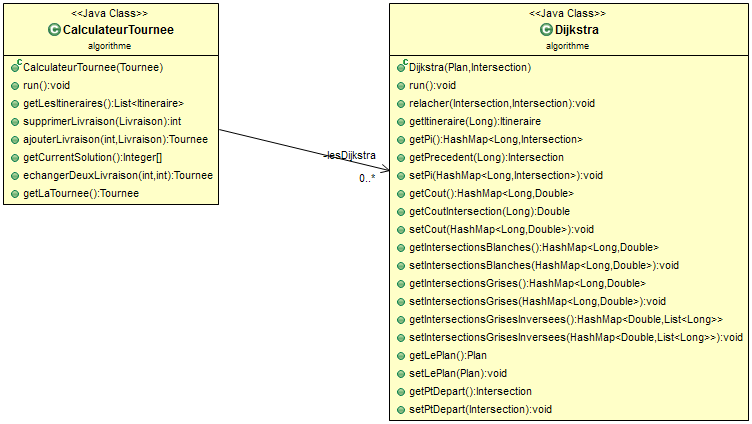 <<Java Class>>
CalculateurTournee
algorithme
CalculateurTournee(Tournee)
run():void
getLesItineraires():List<Itineraire>
supprimerLivraison(Livraison):int
ajouterLivraison(int,Livraison):Tournee
getCurrentSolution():Integer[]
echangerDeuxLivraison(int,int):Tournee
getLaTournee():Tournee
-lesDijkstra
0..*
<<Java Class>>
Dijkstra
algorithme
Dijkstra(Plan,Intersection)
run():void
relacher(Intersection,Intersection):void
getItineraire(Long):Itineraire
getPi():HashMap<Long,Intersection>
getPrecedent(Long):Intersection
setPi(HashMap<Long,Intersection>):void
getCout():HashMap<Long,Double>
getCoutIntersection(Long):Double
setCout(HashMap<Long,Double>):void
getIntersectionsBlanches():HashMap<Long,Double>
setIntersectionsBlanches(HashMap<Long,Double>):void
getIntersectionsGrises():HashMap<Long,Double>
setIntersectionsGrises(HashMap<Long,Double>):void
getIntersectionsGrisesInversees():HashMap<Double,List<Long>>
setIntersectionsGrisesInversees(HashMap<Double,List<Long>>):void
getLePlan():Plan
setLePlan(Plan):void
getPtDepart():Intersection
setPtDepart(Intersection):void